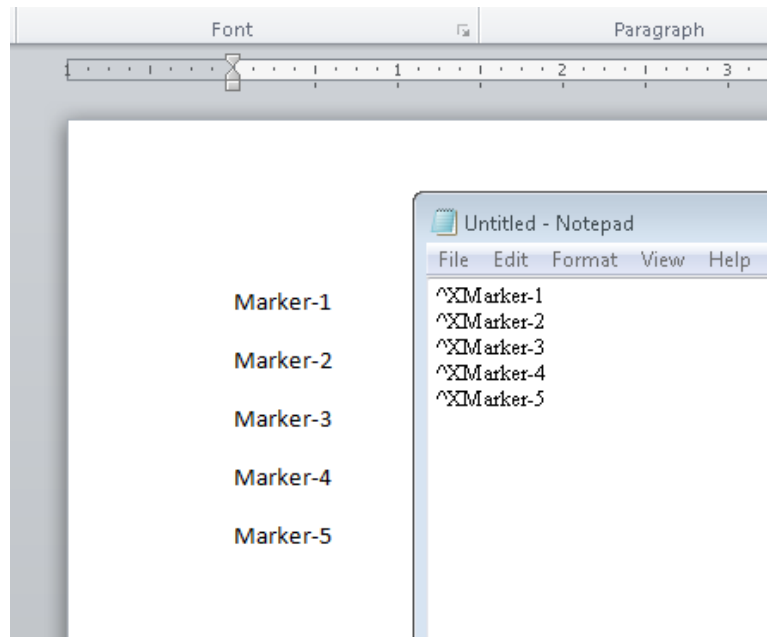 Font Paragraph
1 1 2 3
Untitled - Notepad
File Edit Format View Help
Marker-1
Marker-2
Marker-3
Marker-4
Marker-5
^XMarker-1
^XMarker-2
^XMarker-3
^XMarker-4
^XMarker-5